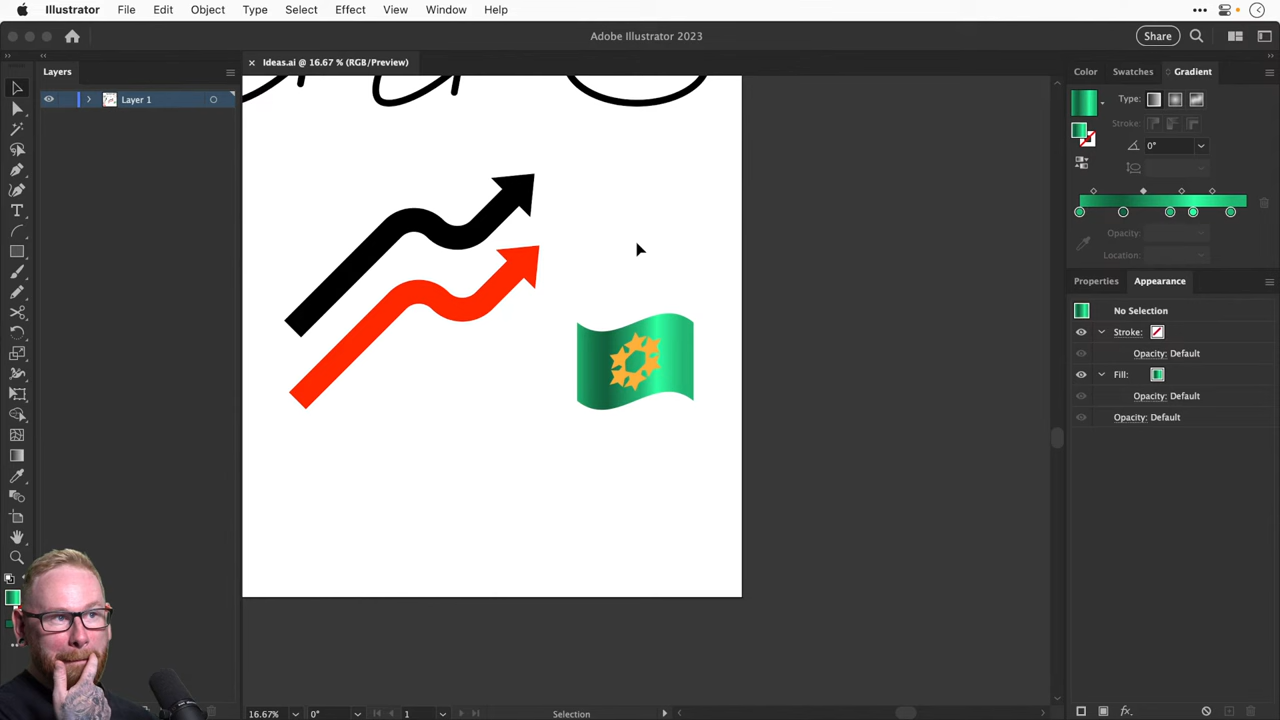 Illustrator File Edit Object Type Select Effect View Window Help
Adobe Illustrator 2023
Share
Layers
Ideas.ai @ 16.67 % (RGB/Preview)
Color Swatches Gradient
Layer 1
Type:
Stroke:
0°
Opacity:
Location:
Properties Appearance
No Selection
Stroke:
Opacity: Default
Fill:
Opacity: Default
Opacity: Default
fx
16.67% 0° 1 Selection